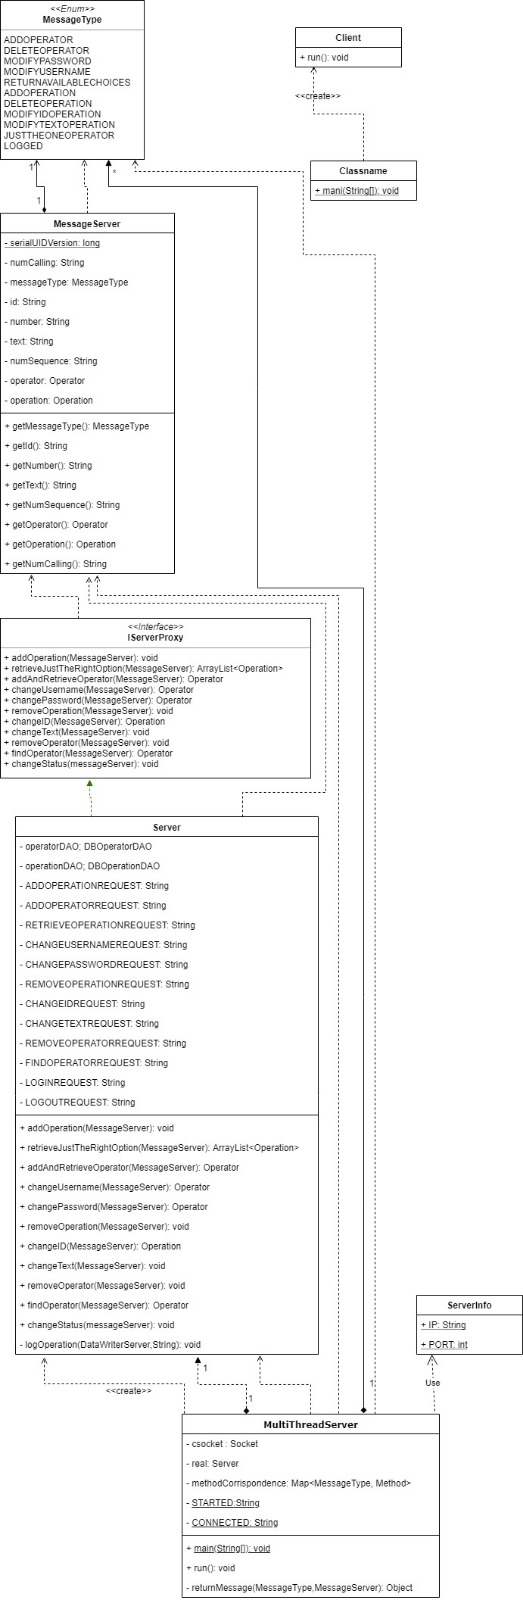 <<Enum>>
MessageType
ADDOPERATOR
DELETEOPERATOR
MODIFYPASSWORD
MODIFYUSERNAME
RETURNAVAILABLECHOICES
ADDOPERATION
DELETEOPERATION
MODIFYIDOPERATION
MODIFYTEXTOPERATION
JUSTTHEONEOPERATOR
LOGGED
Client
+ run(): void
<<create>>
Classname
+ mani(String[]): void
1
*
1
MessageServer
- serialUIDVersion: long
- numCalling: String
- messageType: MessageType
- id: String
- number: String
- text: String
- numSequence: String
- operator: Operator
- operation: Operation
+ getMessageType(): MessageType
+ getId(): String
+ getNumber(): String
+ getText(): String
+ getNumSequence(): String
+ getOperator(): Operator
+ getOperation(): Operation
+ getNumCalling(): String
<<Interface>>
IServerProxy
+ addOperation(MessageServer): void
+ retrieveJustTheRightOption(MessageServer): ArrayList<Operation>
+ addAndRetrieveOperator(MessageServer): Operator
+ changeUsername(MessageServer): Operator
+ changePassword(MessageServer): Operator
+ removeOperation(MessageServer): void
+ changeID(MessageServer): Operation
+ changeText(MessageServer): void
+ removeOperator(MessageServer): void
+ findOperator(MessageServer): Operator
+ changeStatus(messageServer): void
Server
- operatorDAO; DBOperatorDAO
- operationDAO; DBOperationDAO
- ADDOPERATIONREQUEST: String
- ADDOPERATORREQUEST: String
- RETRIEVEOPERATIONREQUEST: String
- CHANGEUSERNAMEREQUEST: String
- CHANGEPASSWORDREQUEST: String
- REMOVEOPERATIONREQUEST: String
- CHANGEIDREQUEST: String
- CHANGETEXTREQUEST: String
- REMOVEOPERATORREQUEST: String
- FINDOPERATORREQUEST: String
- LOGINREQUEST: String
- LOGOUTREQUEST: String
+ addOperation(MessageServer): void
+ retrieveJustTheRightOption(MessageServer): ArrayList<Operation>
+ addAndRetrieveOperator(MessageServer): Operator
+ changeUsername(MessageServer): Operator
+ changePassword(MessageServer): Operator
+ removeOperation(MessageServer): void
+ changeID(MessageServer): Operation
+ changeText(MessageServer): void
+ removeOperator(MessageServer): void
+ findOperator(MessageServer): Operator
+ changeStatus(messageServer): void
- logOperation(DataWriterServer,String): void
ServerInfo
+ IP: String
+ PORT: int
<<create>>
1
1
1
Use
MultiThreadServer
- csocket : Socket
- real: Server
- methodCorrispondence: Map<MessageType, Method>
- STARTED:String
- CONNECTED: String
+ main(String[]): void
+ run(): void
- returnMessage(MessageType,MessageServer): Object